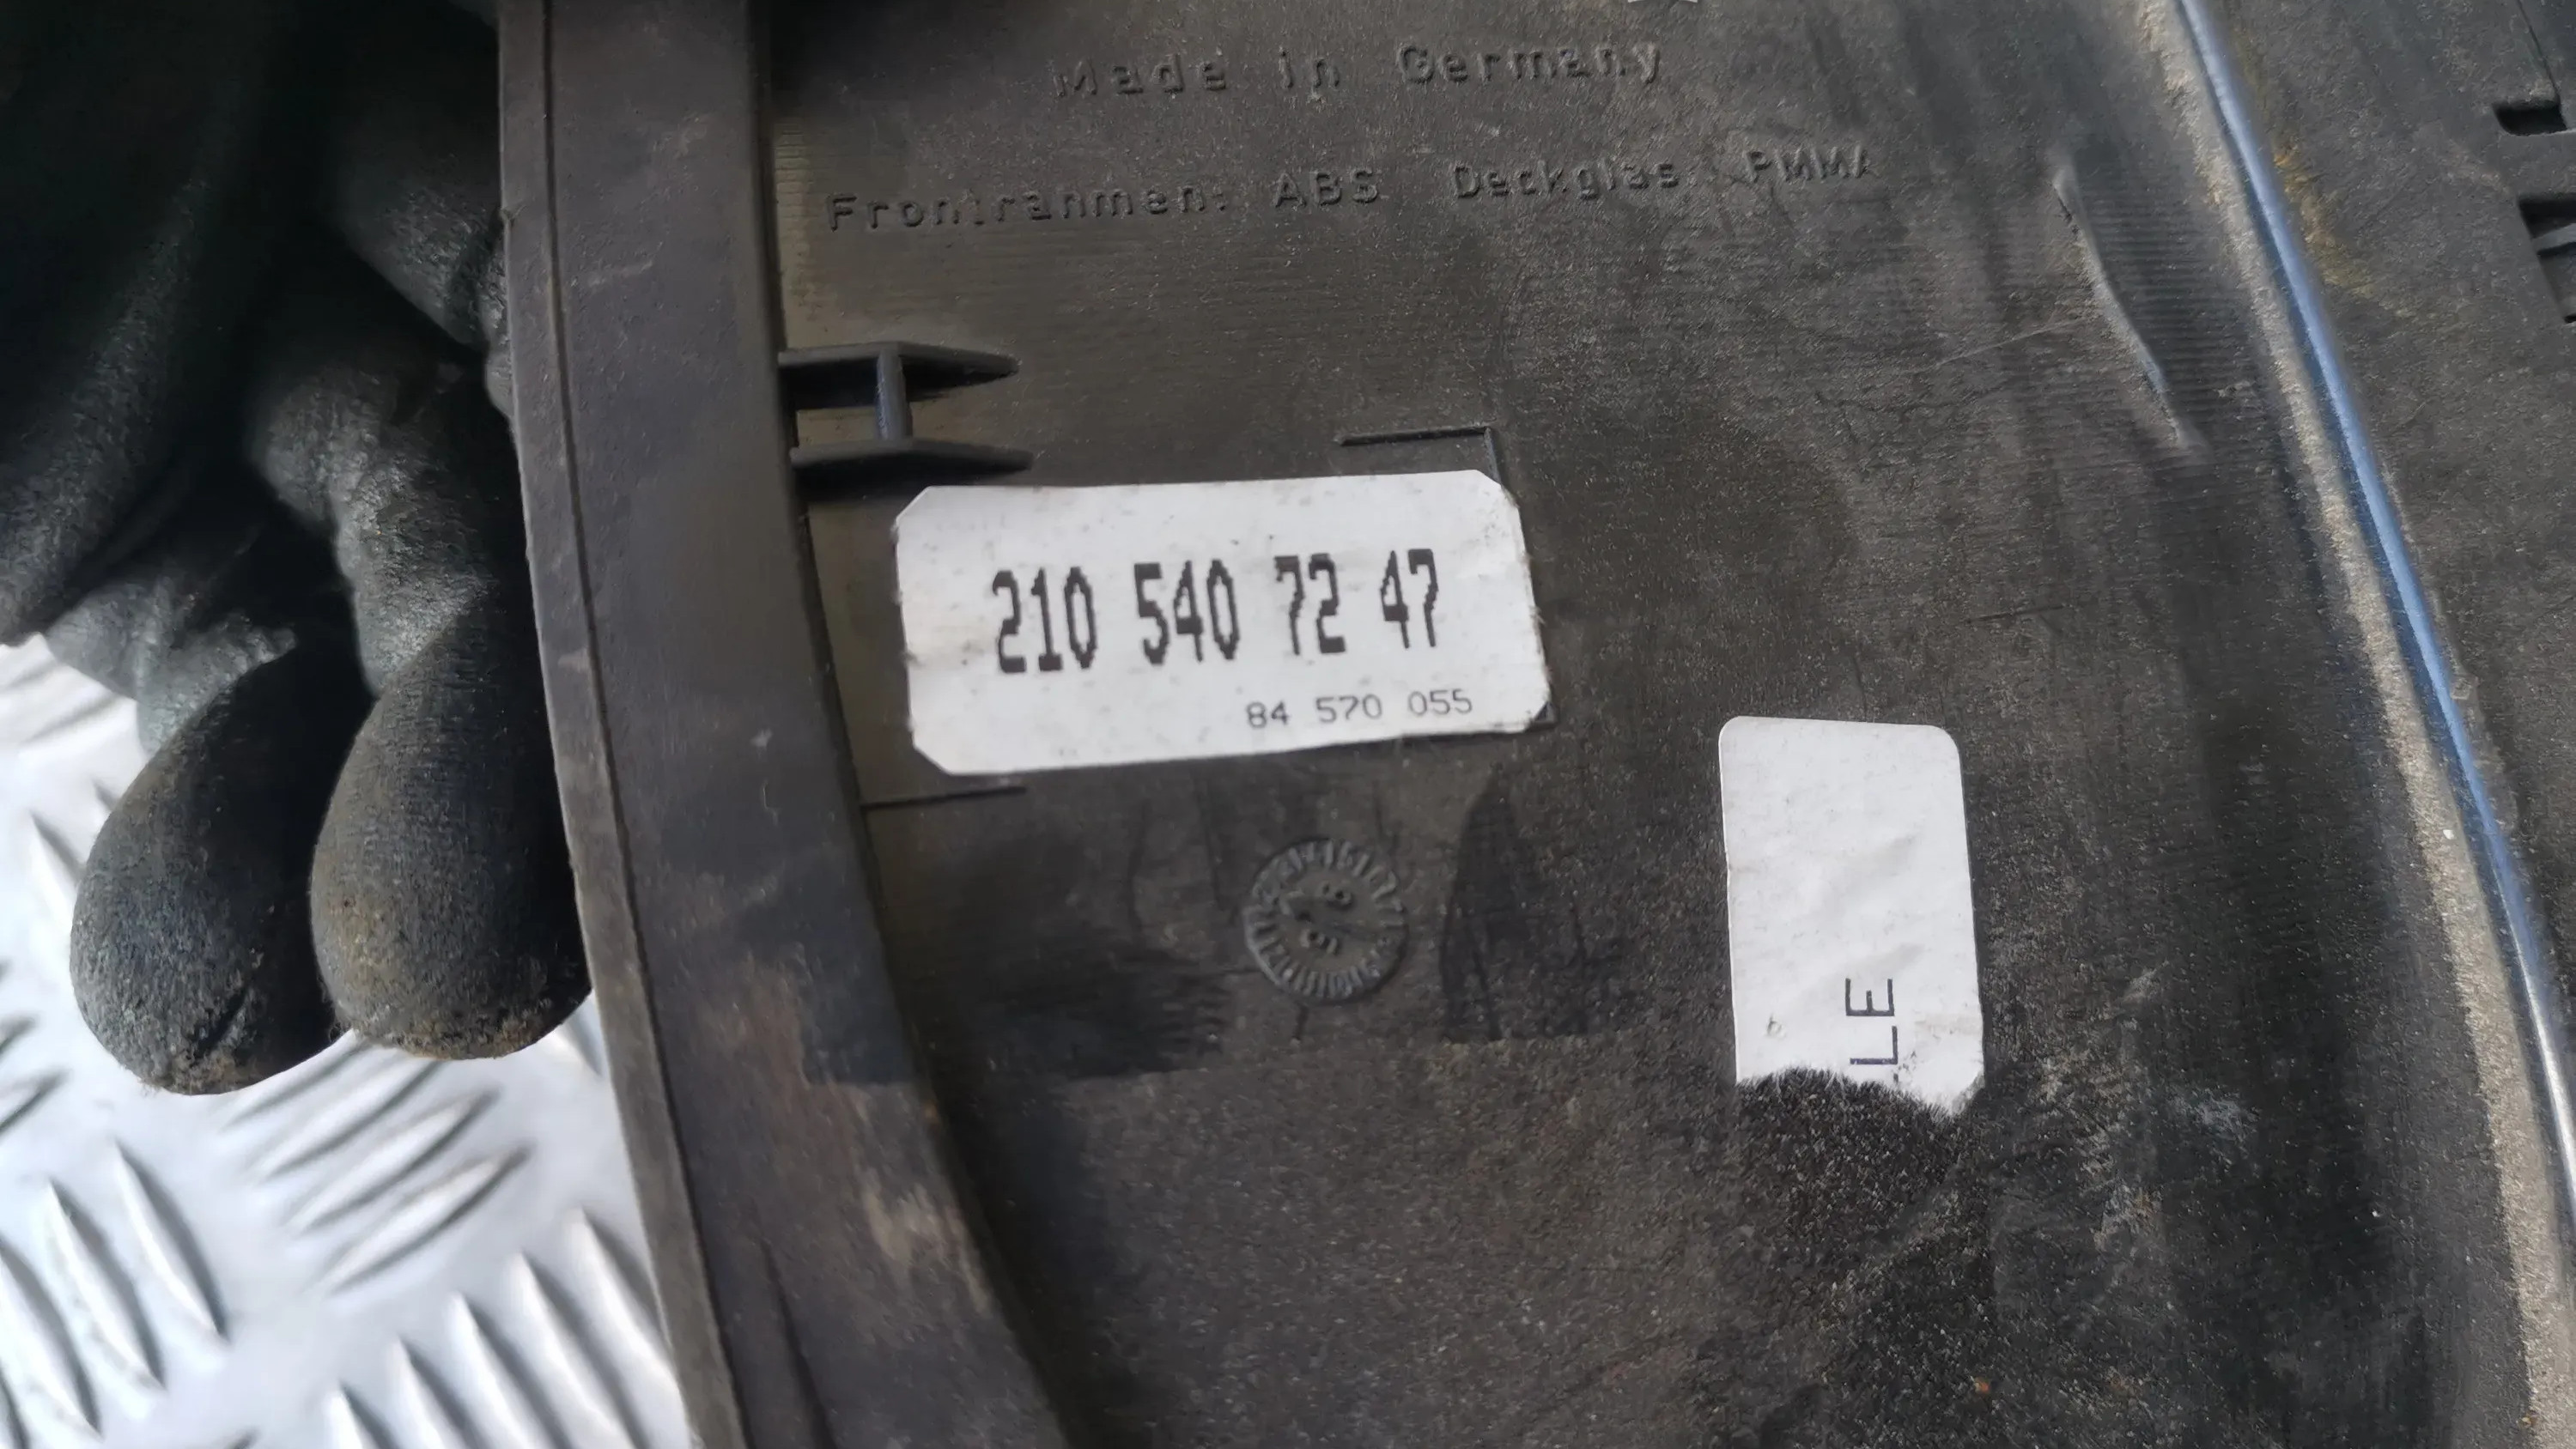 Made in Germany
Frontrahmen: ABS Deckglas: PMMA
210 540 72 47
84 570 055
LE